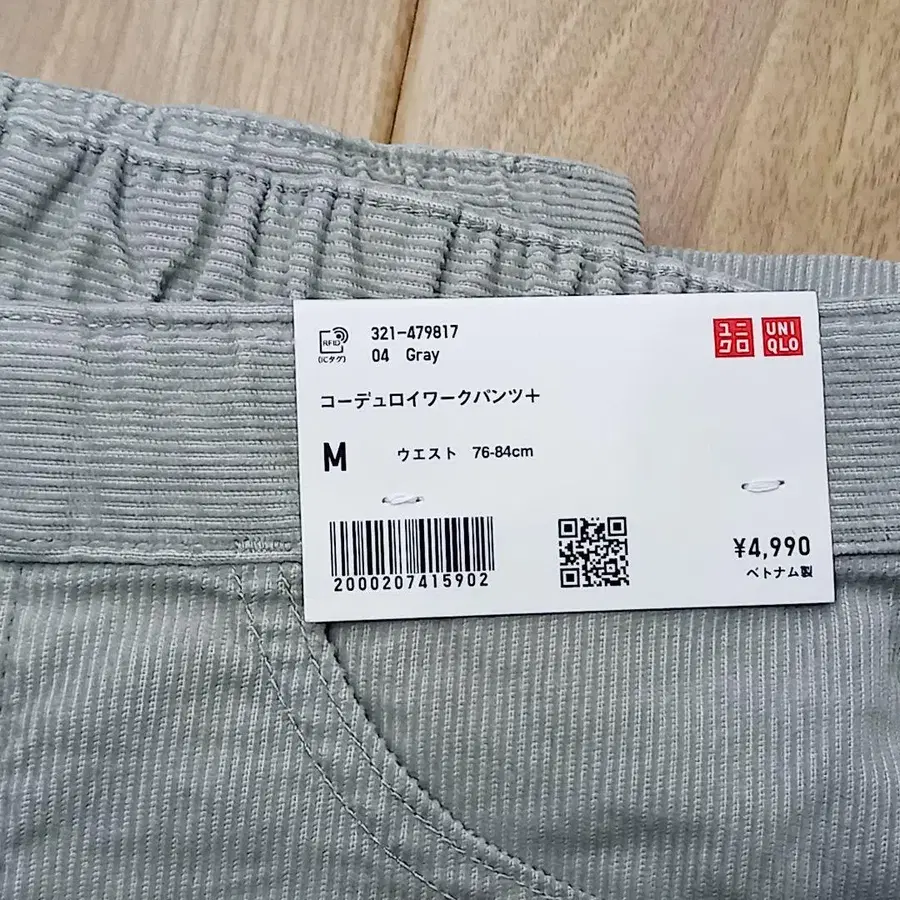 RFID
(ICタグ)
321-479817
04 Gray
ユニクロ
UNIQLO
コーデュロイワークパンツ＋
M ウエスト 76-84cm
2000207415902
¥4,990
ベトナム製